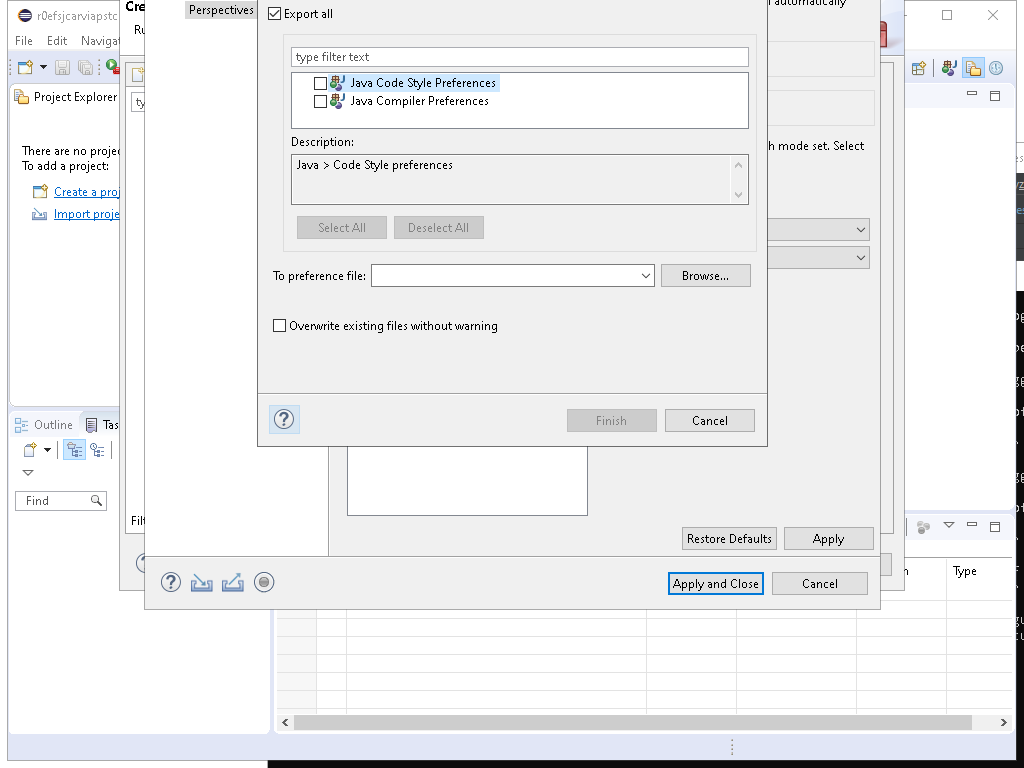 r0efsjcarviapstc
File Edit Navigat
Project Explorer
There are no projec
To add a project:
Create a proj
Import proje
Outline
Tas
Find
Cre
Ru
ty
Filt
Perspectives
automatically
h mode set. Select
Export all
type filter text
Java Code Style Preferences
Java Compiler Preferences
Description:
Java > Code Style preferences
Select All Deselect All
To preference file: Browse...
Overwrite existing files without warning
Finish Cancel
Restore Defaults Apply
Apply and Close Cancel
n Type